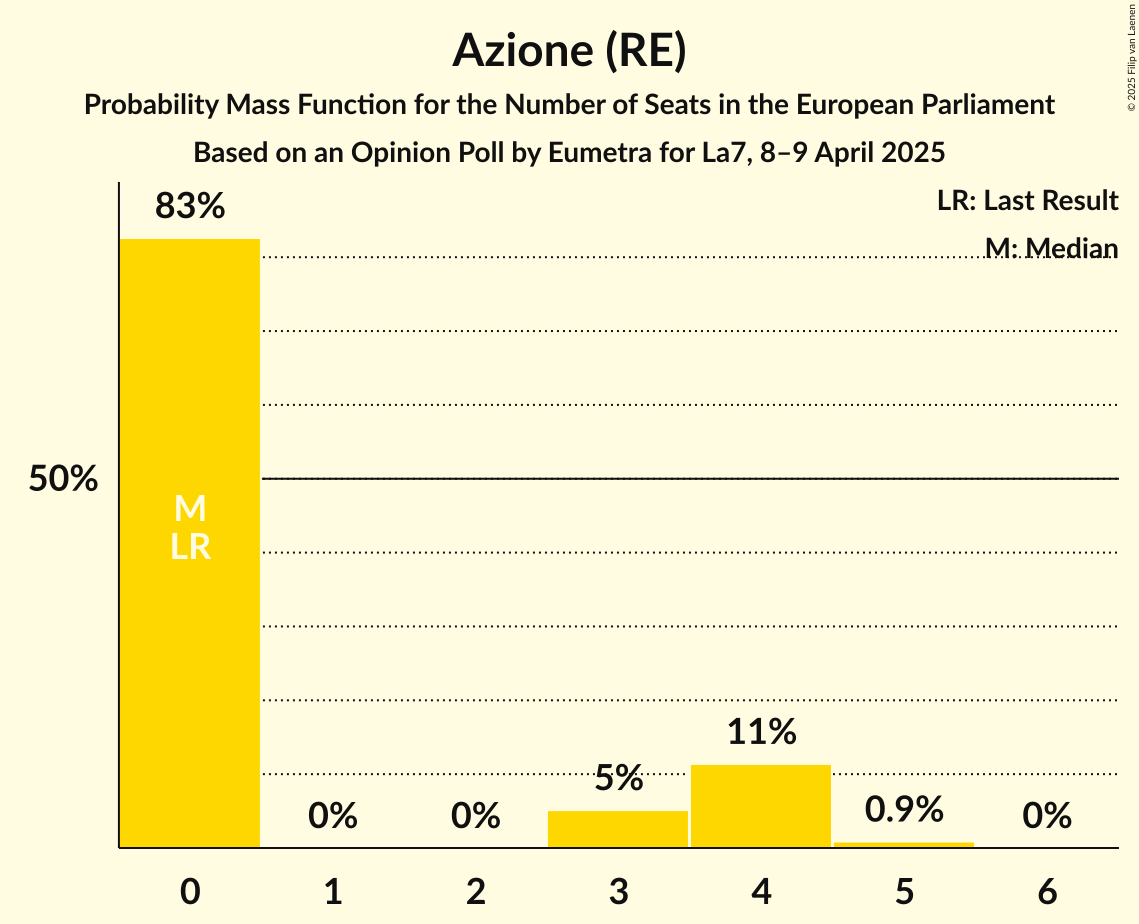 Azione (RE)
Probability Mass Function for the Number of Seats in the European Parliament
Based on an Opinion Poll by Eumetra for La7, 8–9 April 2025
© 2025 Filip van Laenen
LR: Last Result
M: Median
83%
50%
M
LR
0%
0%
5%
11%
0.9%
0%
0
1
2
3
4
5
6